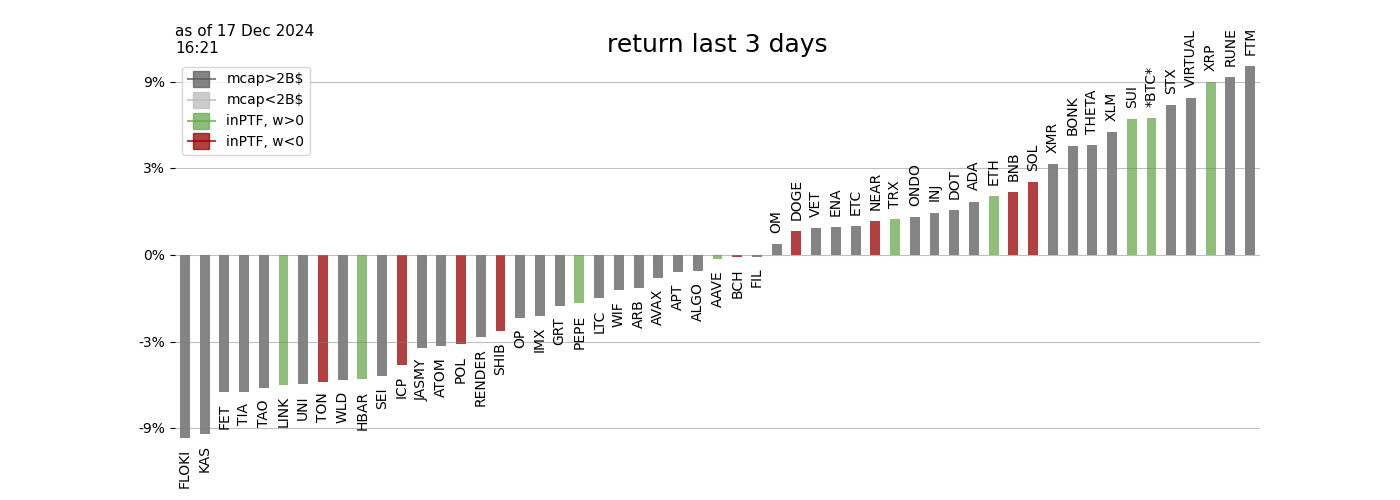 as of 17 Dec 2024
16:21
return last 3 days
mcap>2B$
mcap<2B$
inPTF, w>0
inPTF, w<0
9%
3%
0%
-3%
-9%
FLOKI
KAS
FET
TIA
TAO
LINK
UNI
TON
WLD
HBAR
SEI
ICP
JASMY
ATOM
POL
RENDER
SHIB
OP
IMX
GRT
PEPE
LTC
WIF
ARB
AVAX
APT
ALGO
AAVE
BCH
FIL
OM
DOGE
VET
ENA
ETC
NEAR
TRX
ONDO
INJ
DOT
ADA
ETH
BNB
SOL
XMR
BONK
THETA
XLM
SUI
*BTC*
STX
VIRTUAL
XRP
RUNE
FTM